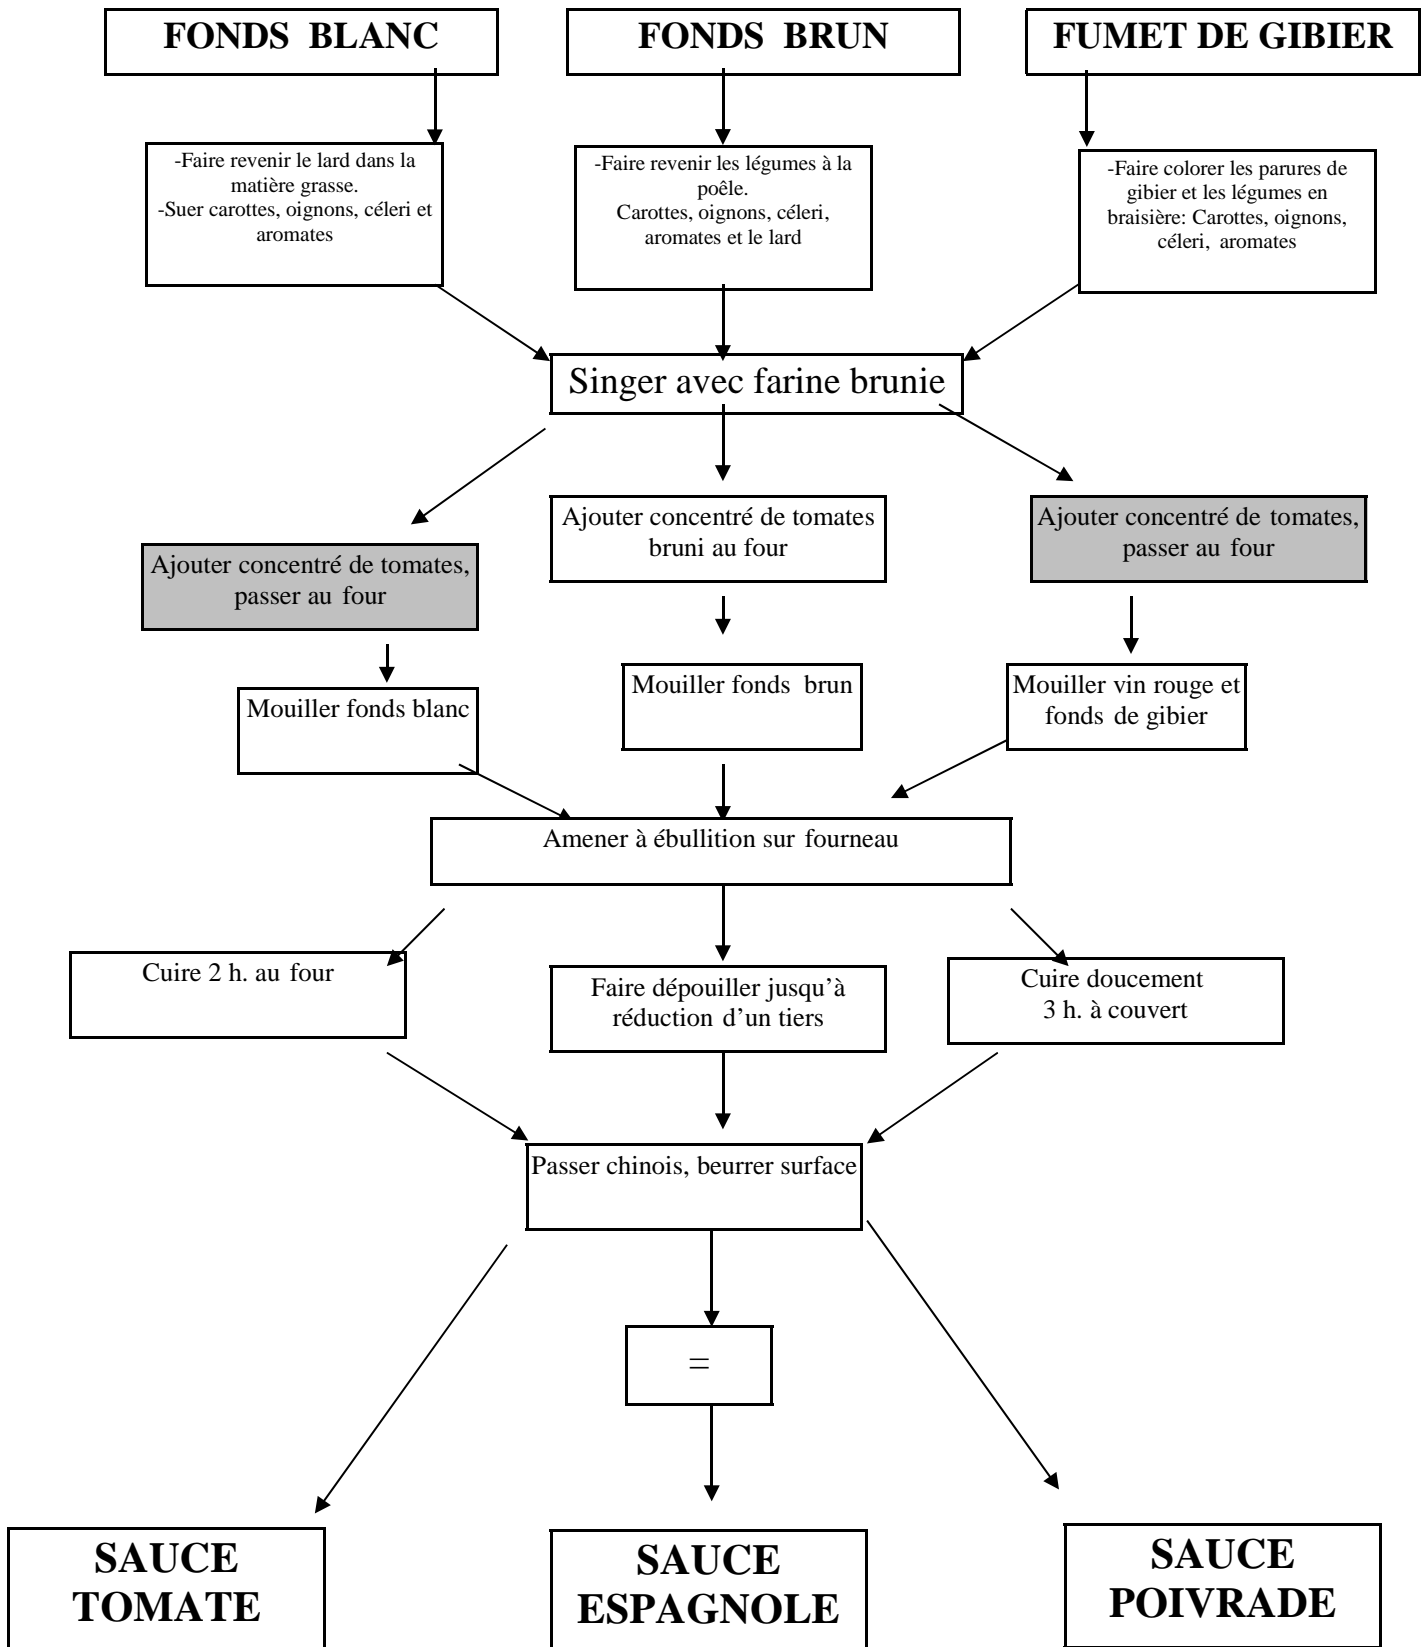 FONDS BLANC
FONDS BRUN
FUMET DE GIBIER
-Faire revenir le lard dans la
matière grasse.
-Suer carottes, oignons, céleri et
aromates
-Faire revenir les légumes à la
poêle.
Carottes, oignons, céleri,
aromates et le lard
-Faire colorer les parures de
gibier et les légumes en
braisière: Carottes, oignons,
céleri, aromates
Singer avec farine brunie
Ajouter concentré de tomates,
passer au four
Ajouter concentré de tomates
bruni au four
Ajouter concentré de tomates,
passer au four
Mouiller fonds blanc
Mouiller fonds brun
Mouiller vin rouge et
fonds de gibier
Amener à ébullition sur fourneau
Cuire 2 h. au four
Faire dépouiller jusqu’à
réduction d’un tiers
Cuire doucement
3 h. à couvert
Passer chinois, beurrer surface
=
SAUCE
TOMATE
SAUCE
ESPAGNOLE
SAUCE
POIVRADE